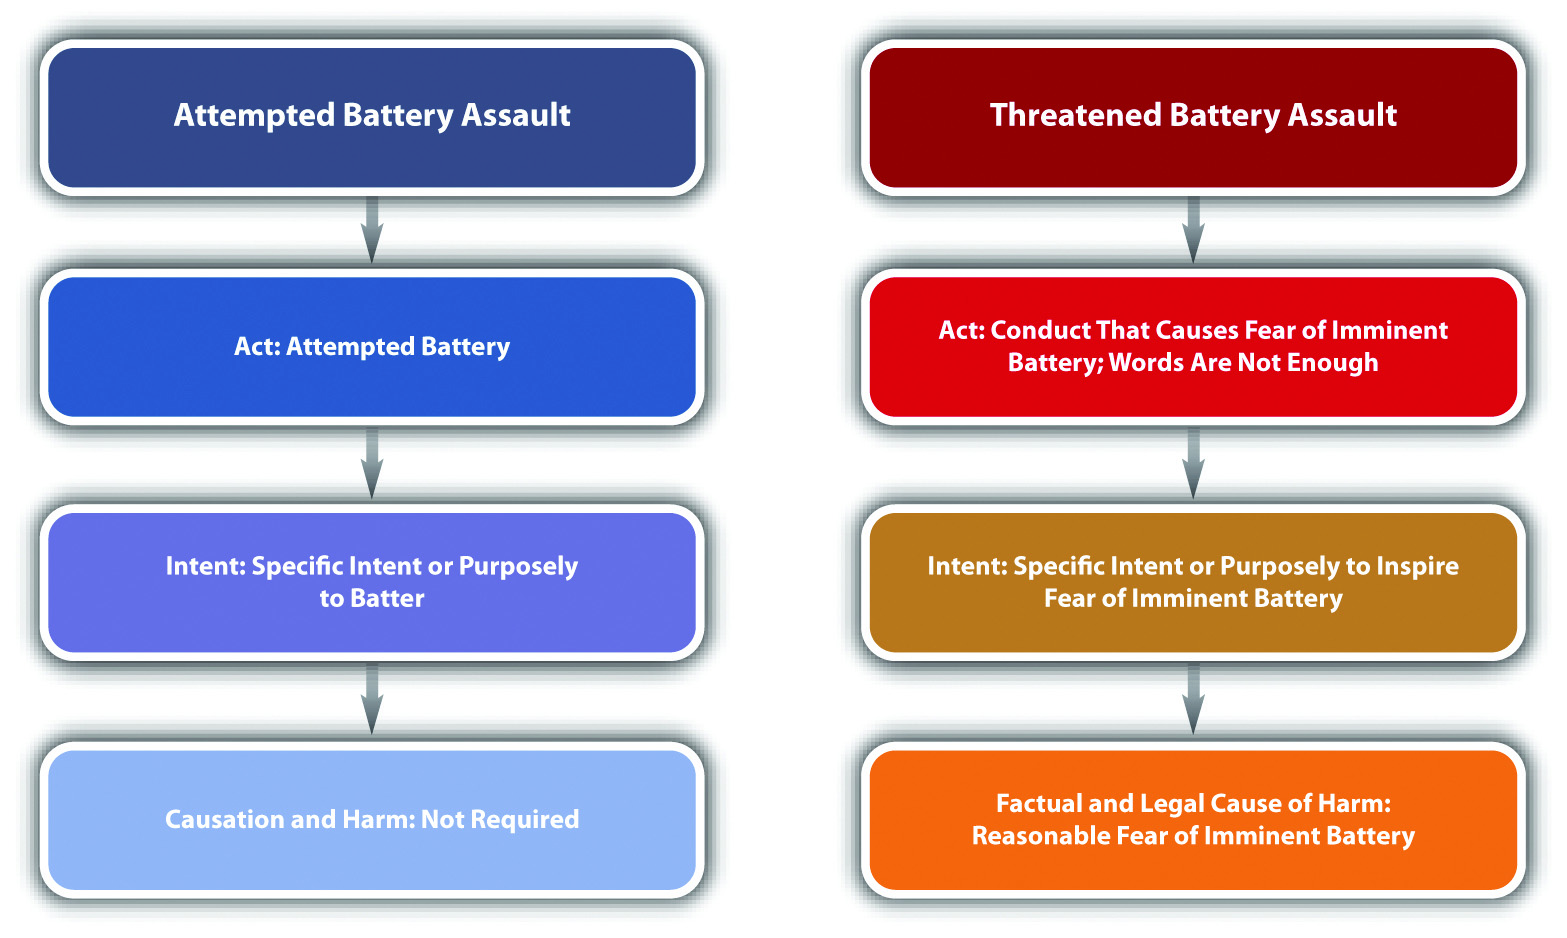 Attempted Battery Assault
Act: Attempted Battery
Intent: Specific Intent or Purposely
to Batter
Causation and Harm: Not Required
Threatened Battery Assault
Act: Conduct That Causes Fear of Imminent
Battery; Words Are Not Enough
Intent: Specific Intent or Purposely to Inspire
Fear of Imminent Battery
Factual and Legal Cause of Harm:
Reasonable Fear of Imminent Battery